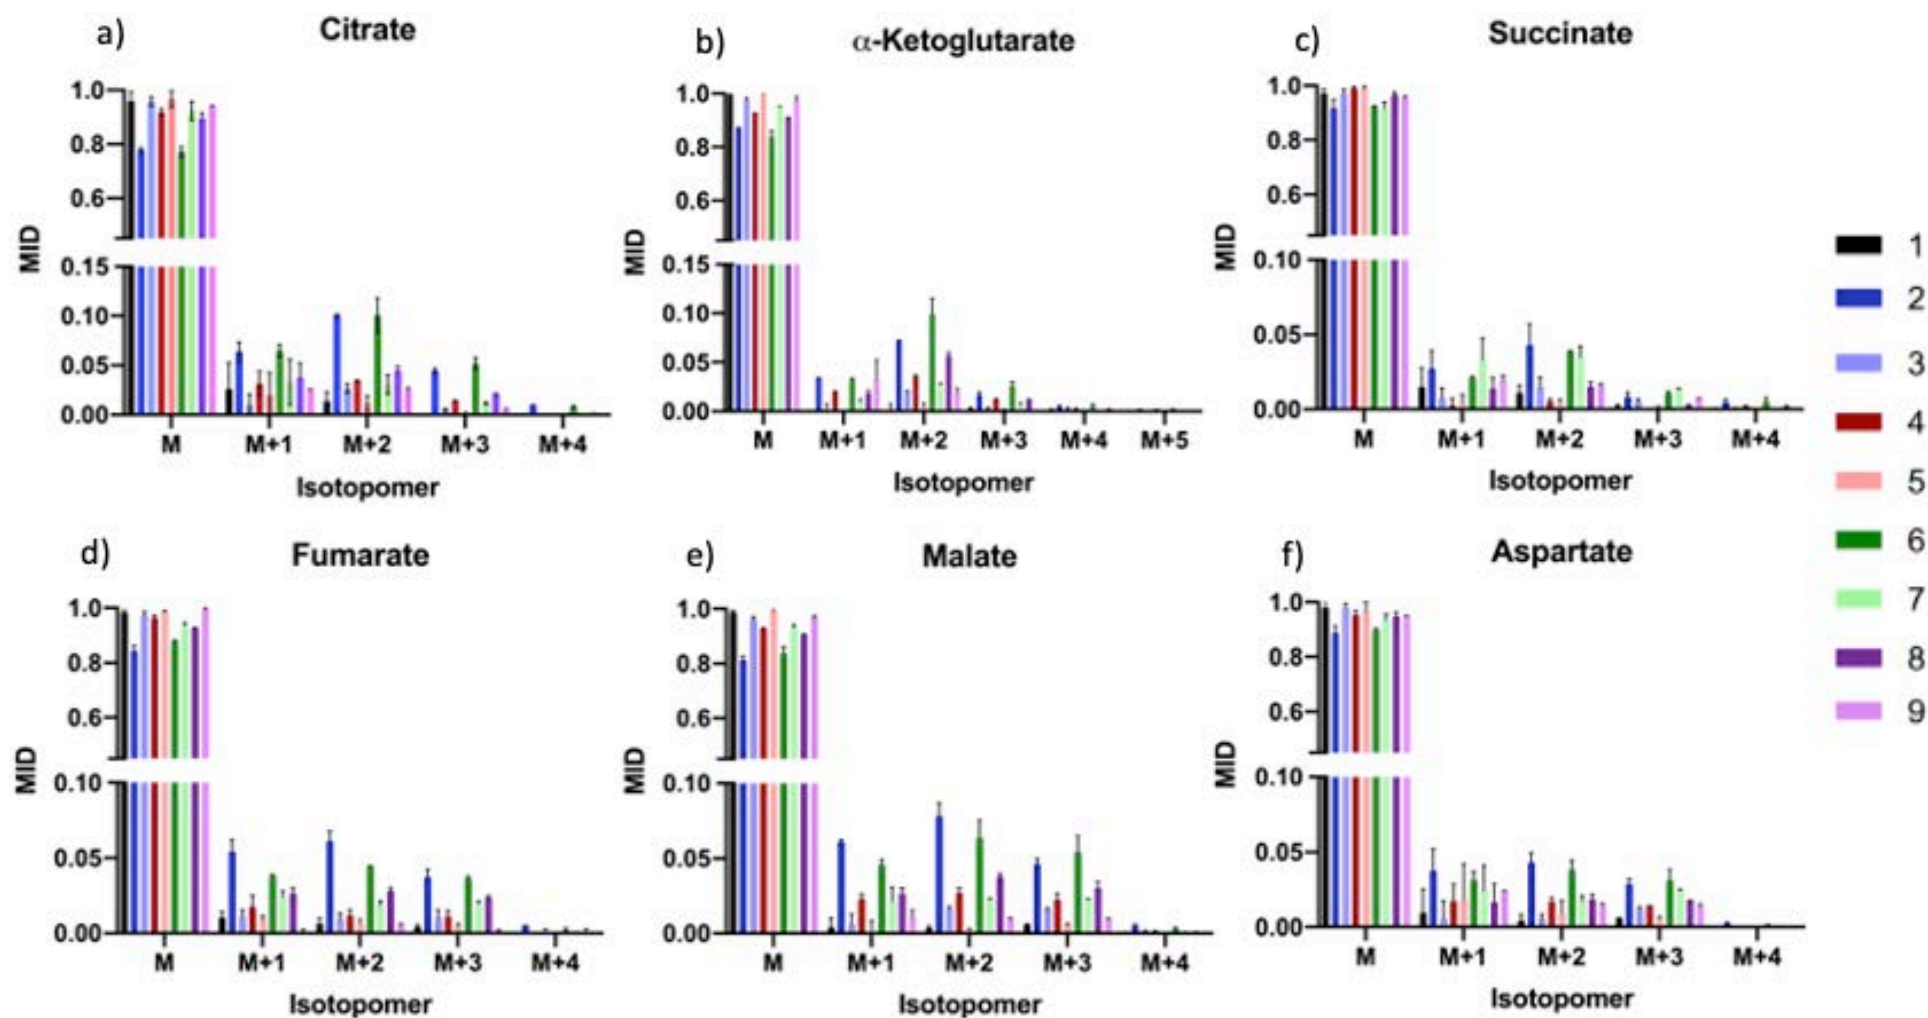 a) Citrate
MID
1.0
0.8
0.6
0.15
0.10
0.05
0.00
M M+1 M+2 M+3 M+4
Isotopomer
b) α-Ketoglutarate
MID
1.0
0.8
0.6
0.15
0.10
0.05
0.00
M M+1 M+2 M+3 M+4 M+5
Isotopomer
c) Succinate
MID
1.0
0.8
0.6
0.10
0.05
0.00
M M+1 M+2 M+3 M+4
Isotopomer
1
2
3
4
5
6
7
8
9
d) Fumarate
MID
1.0
0.8
0.6
0.10
0.05
0.00
M M+1 M+2 M+3 M+4
Isotopomer
e) Malate
MID
1.0
0.8
0.6
0.10
0.05
0.00
M M+1 M+2 M+3 M+4
Isotopomer
f) Aspartate
MID
1.0
0.8
0.6
0.10
0.05
0.00
M M+1 M+2 M+3 M+4
Isotopomer